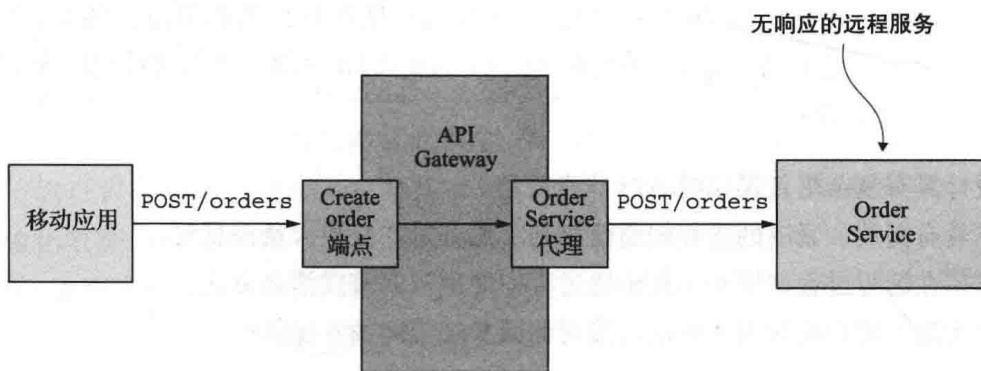 无响应的远程服务
API
Gateway
移动应用
POST/orders
Create
order
端点
Order
Service
代理
POST/orders
Order
Service